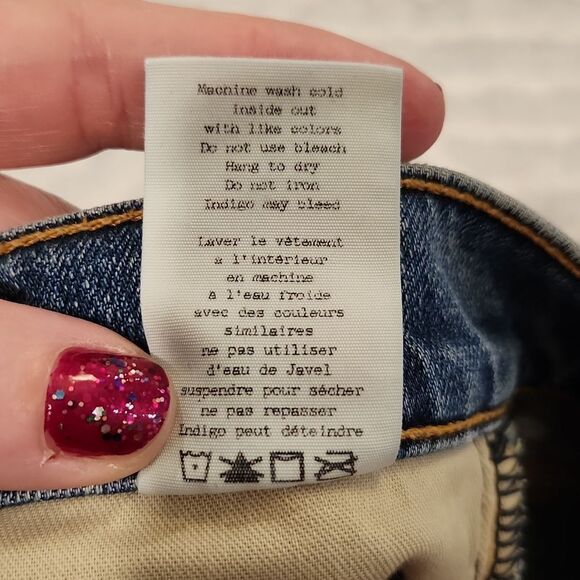 Machine wash cold
inside out
with like colors
Do not use bleach
Hang to dry
Do not iron
Indigo may bleed
Laver le vêtement
à l'intérieur
en machine
à l'eau froide
avec des couleurs
similaires
ne pas utiliser
d'eau de Javel
suspendre pour sécher
ne pas repasser
Indigo peut déteindre